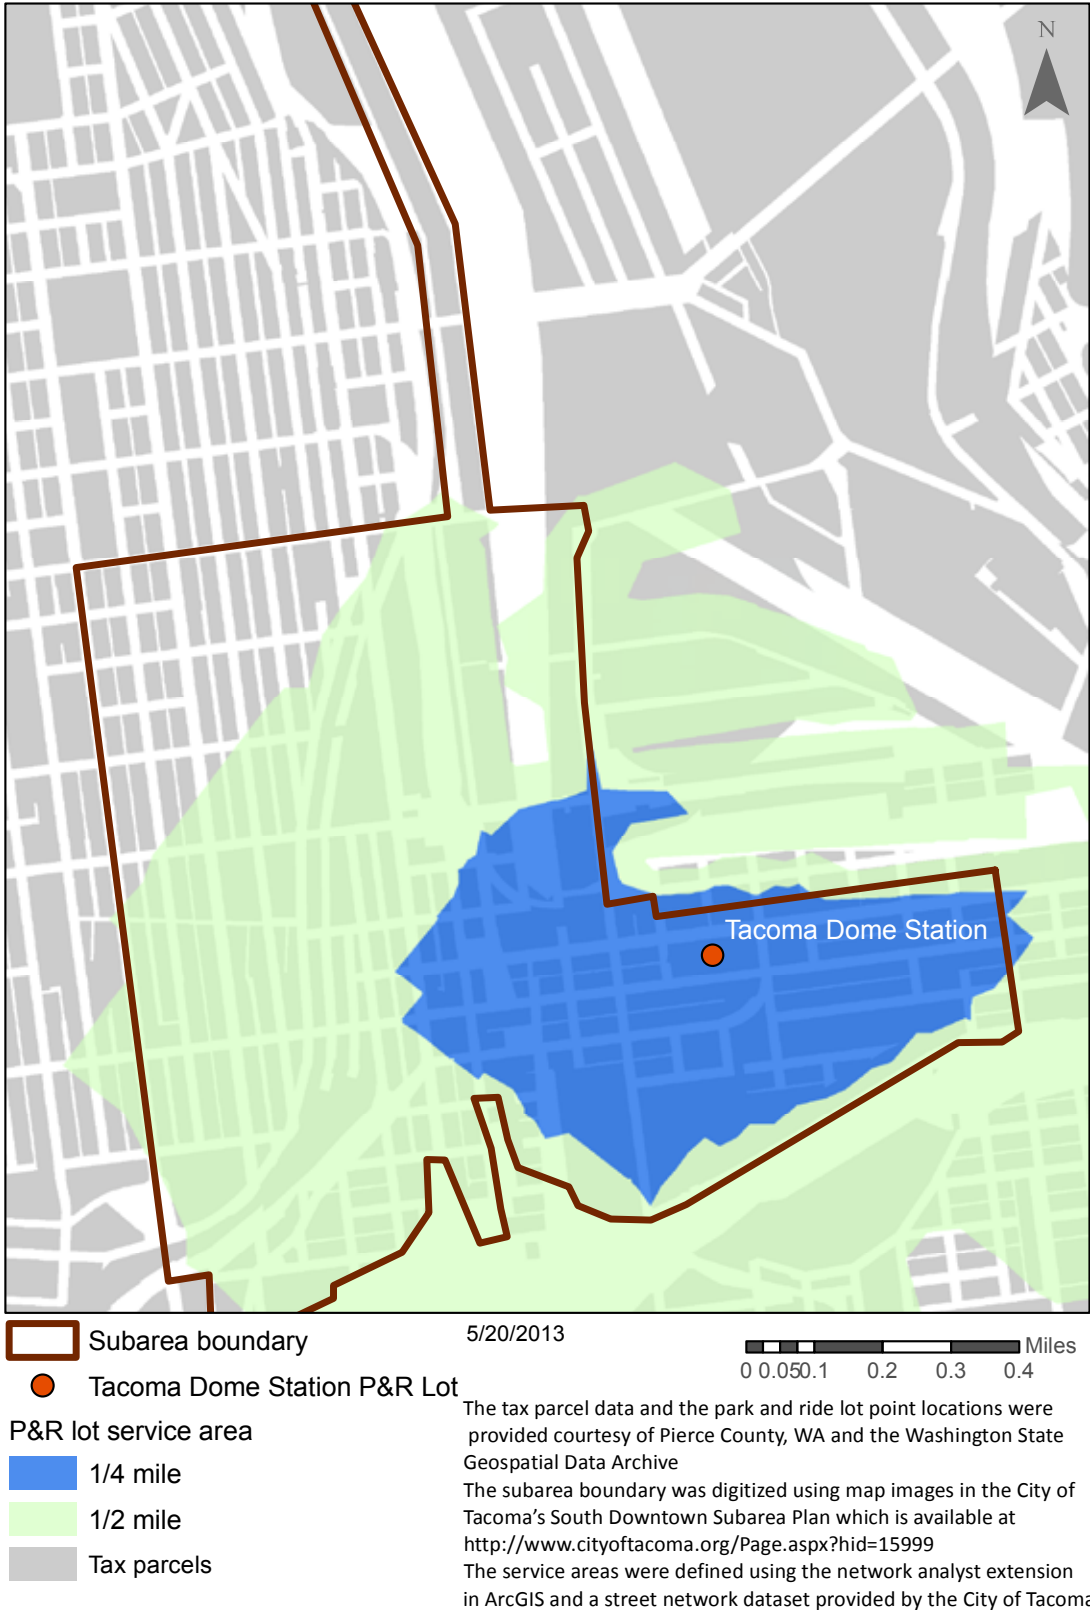 N
Tacoma Dome Station
Subarea boundary
Tacoma Dome Station P&R Lot
P&R lot service area
1/4 mile
1/2 mile
Tax parcels
5/20/2013
Miles
0 0.050.1 0.2 0.3 0.4
The tax parcel data and the park and ride lot point locations were
provided courtesy of Pierce County, WA and the Washington State
Geospatial Data Archive
The subarea boundary was digitized using map images in the City of
Tacoma's South Downtown Subarea Plan which is available at
http://www.cityoftacoma.org/Page.aspx?hid=15999
The service areas were defined using the network analyst extension
in ArcGIS and a street network dataset provided by the City of Tacoma